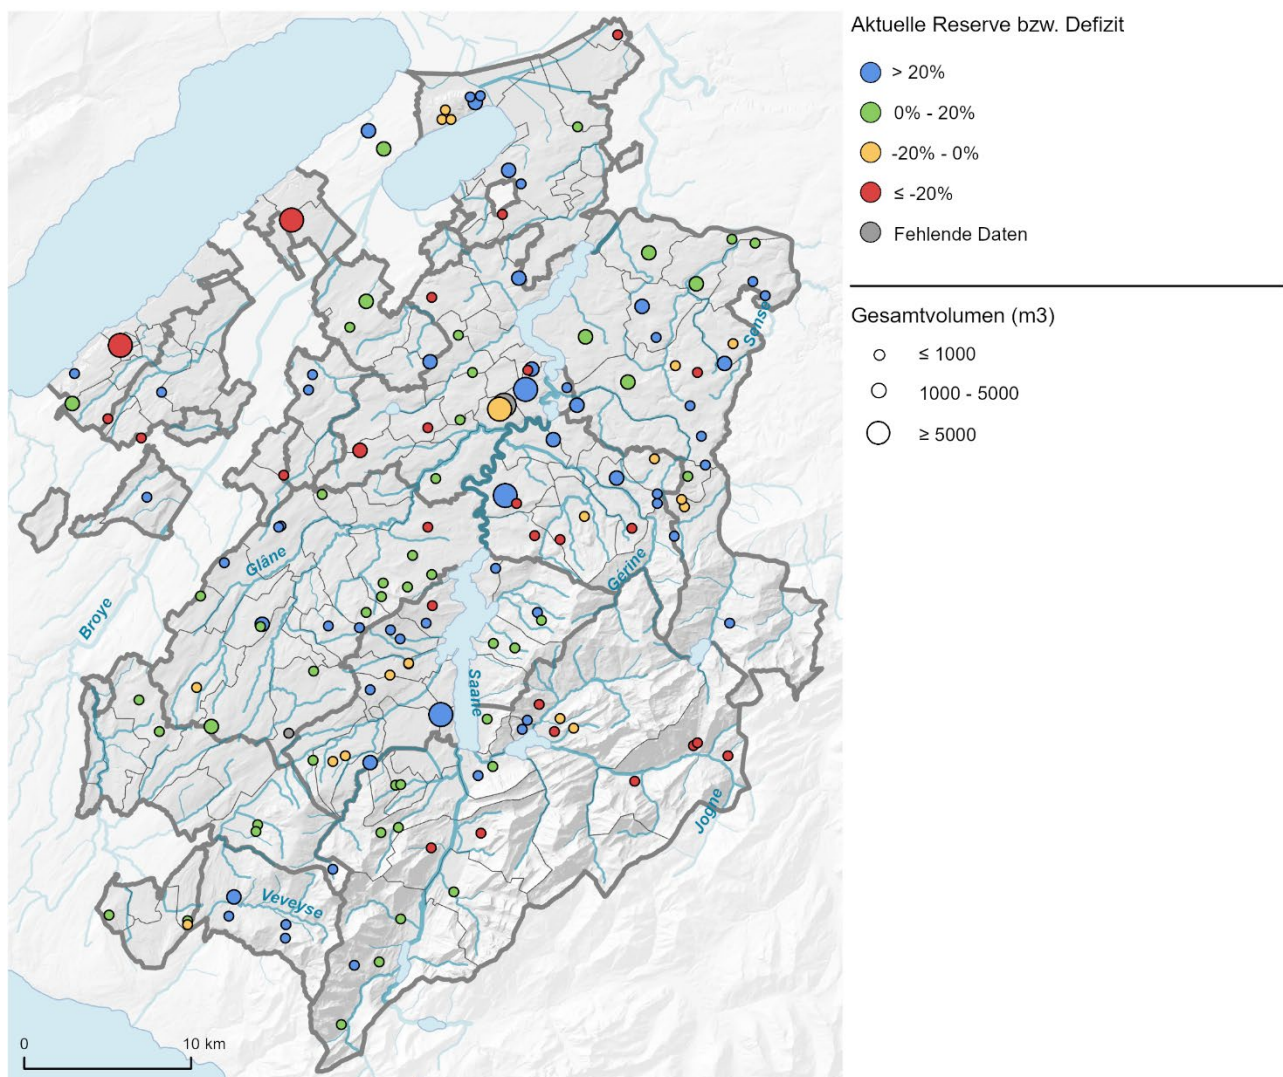 Aktuelle Reserve bzw. Defizit
> 20%
0% - 20%
-20% - 0%
≤ -20%
Fehlende Daten
Gesamtvolumen (m3)
≤ 1000
1000 - 5000
≥ 5000
Glâne
Broye
Gérine
Saane
Jogne
Veveyse
0 10 km